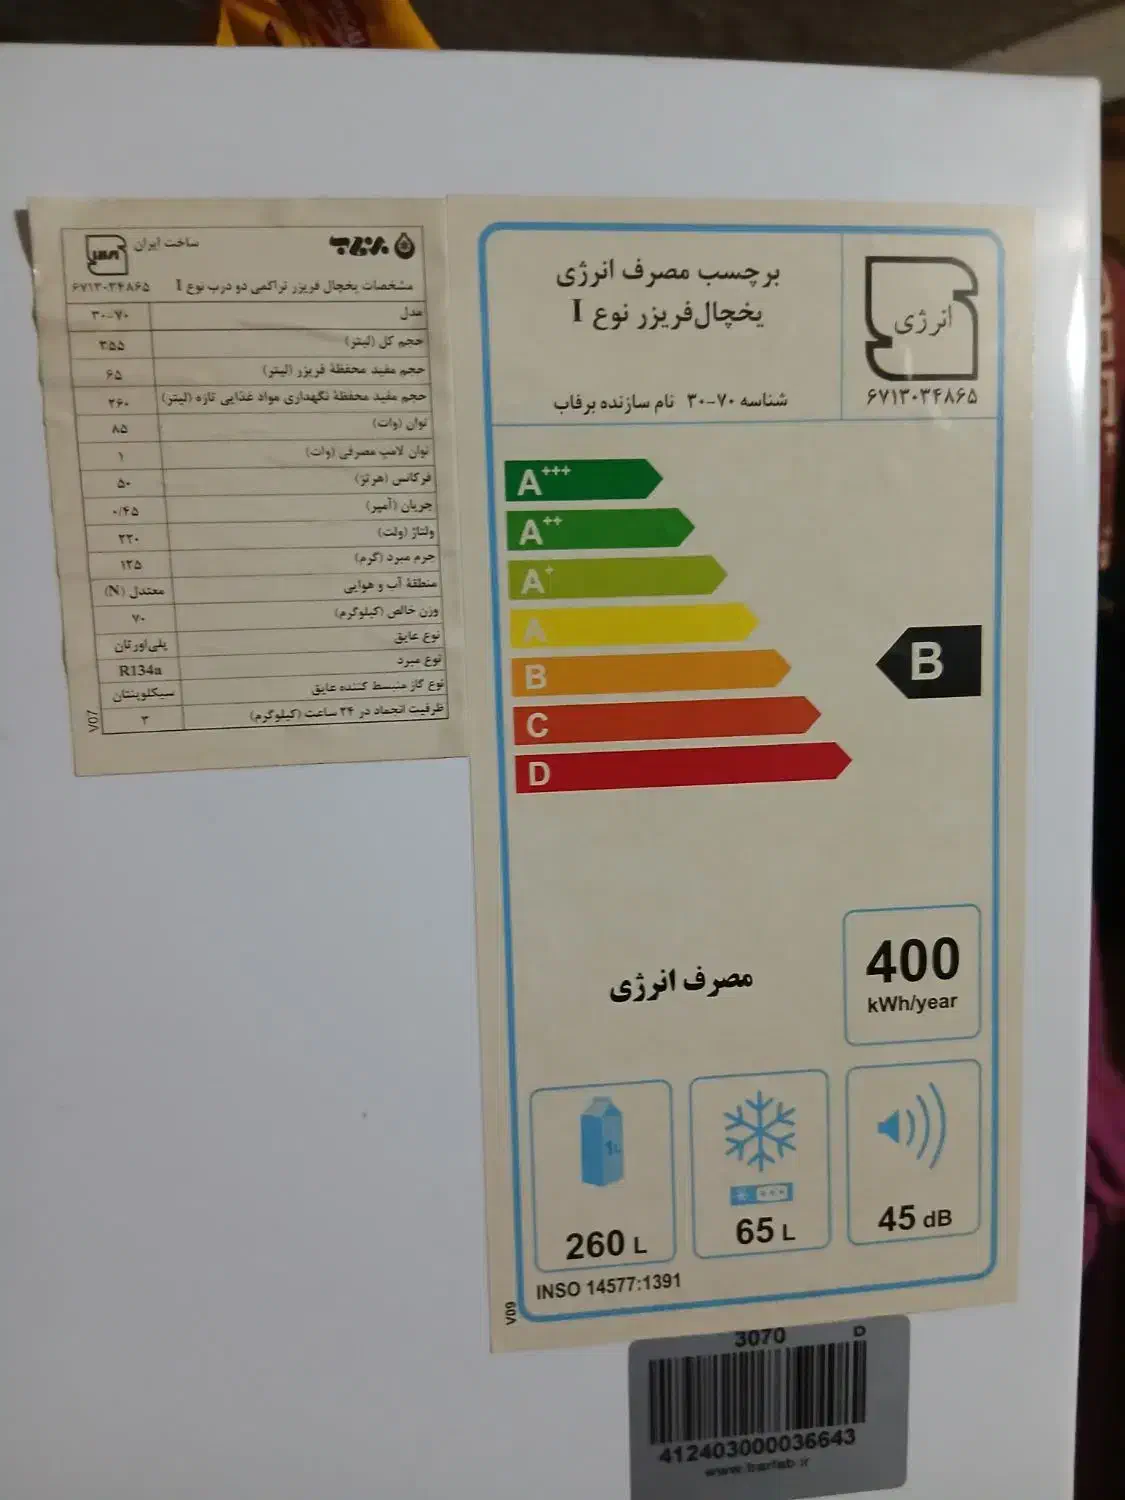 برفاب
ساخت ایران
مشخصات یخچال فریزر تراکمی دو درب نوع I
۶۷۱۳۰۳۴۸۶۵
مدل ۳۰-۷۰
حجم کل (لیتر) ۳۵۵
حجم مفید محفظهٔ فریزر (لیتر) ۶۵
حجم مفید محفظهٔ نگهداری مواد غذایی تازه (لیتر) ۲۶۰
توان (وات) ۸۵
توان لامپ مصرفی (وات) ۱
فرکانس (هرتز) ۵۰
جریان (آمپر) ۰/۴۵
ولتاژ (ولت) ۲۲۰
جرم مبرد (گرم) ۱۲۵
منطقهٔ آب و هوایی معتدل (N)
وزن خالص (کیلوگرم) ۷۰
نوع عایق پلی‌اورتان
نوع مبرد R134a
نوع گاز منبسط کننده عایق سیکلوپنتان
ظرفیت انجماد در ۲۴ ساعت (کیلوگرم) ۳
V07
برچسب مصرف انرژی
یخچال‌فریزر نوع I
شناسه ۷۰-۳۰ نام سازنده برفاب
انرژی
۶۷۱۳۰۳۴۸۶۵
A+++
A++
A+
A
B
C
D
B
مصرف انرژی
400
kWh/year
1L
260 L
65 L
45 dB
INSO 14577:1391
V09
3070 D
412403000036643
www.barfab.ir